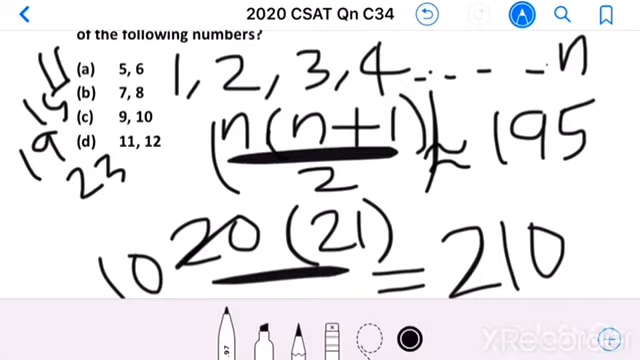 2020 CSAT Qn C34
of the following numbers?
11 (a) 5, 6
15 (b) 7, 8
19 (c) 9, 10
23 (d) 11, 12
1, 2, 3, 4 - - - - n
(n(n+1)/2) ≈ 195
10 20 (21) = 210
.97
XRecorder